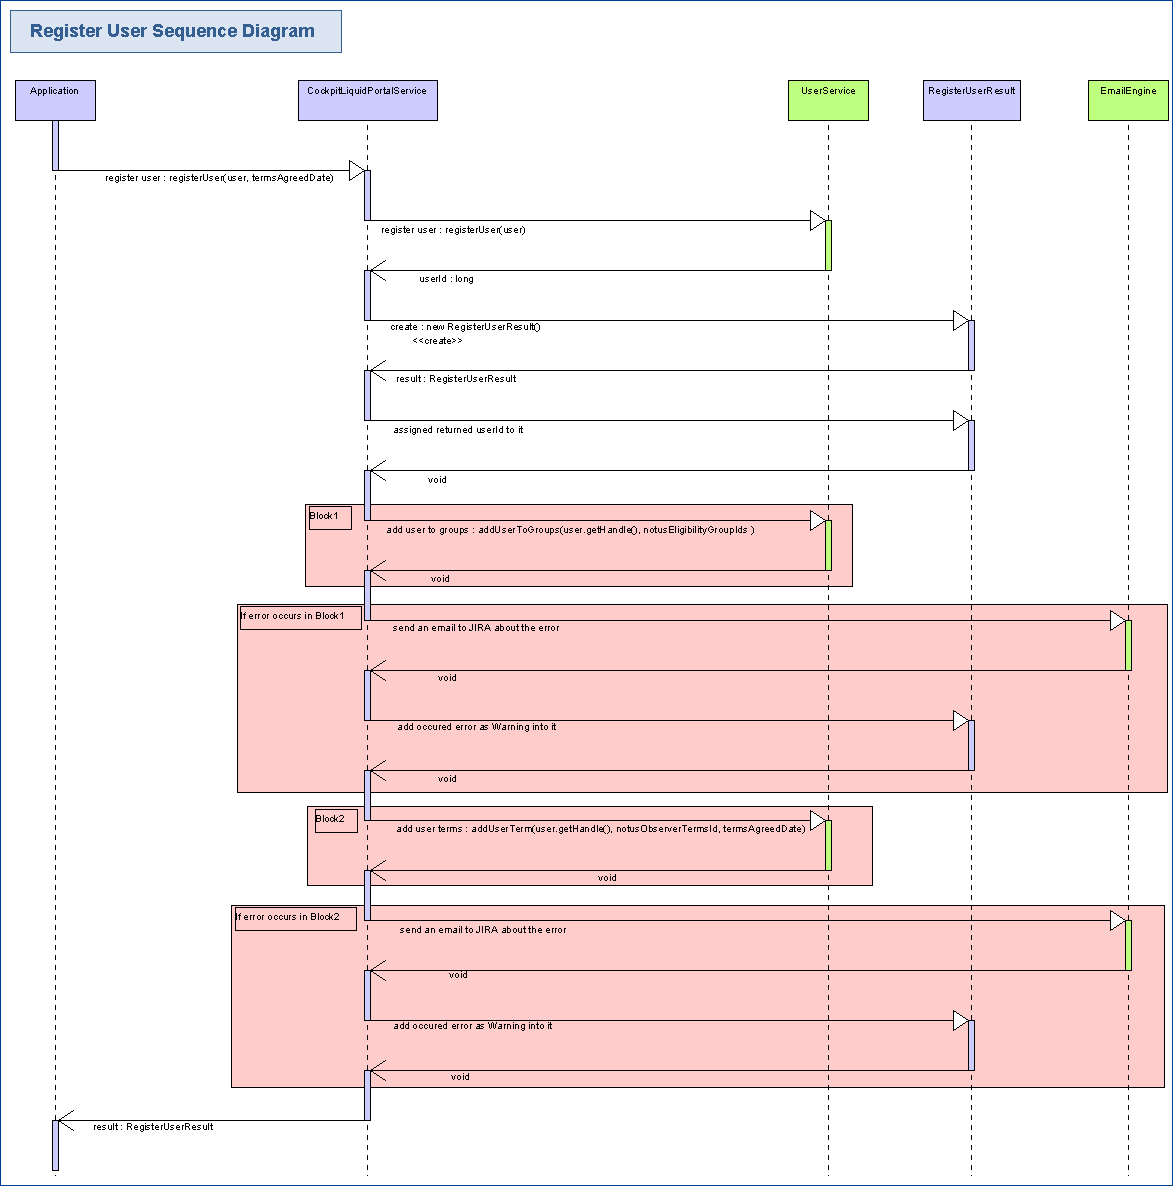 Register User Sequence Diagram
Application
CockpitLiquidPortalService
UserService
RegisterUserResult
EmailEngine
register user : registerUser(user, termsAgreedDate)
register user : registerUser(user)
userId : long
create : new RegisterUserResult()
<<create>>
result : RegisterUserResult
assigned returned userId to it
void
Block1
add user to groups : addUserToGroups(user.getHandle(), notusEligibilityGroupIds )
void
If error occurs in Block1
send an email to JIRA about the error
void
add occured error as Warning into it
void
Block2
add user terms : addUserTerm(user.getHandle(), notusObserverTermsId, termsAgreedDate)
void
If error occurs in Block2
send an email to JIRA about the error
void
add occured error as Warning into it
void
result : RegisterUserResult